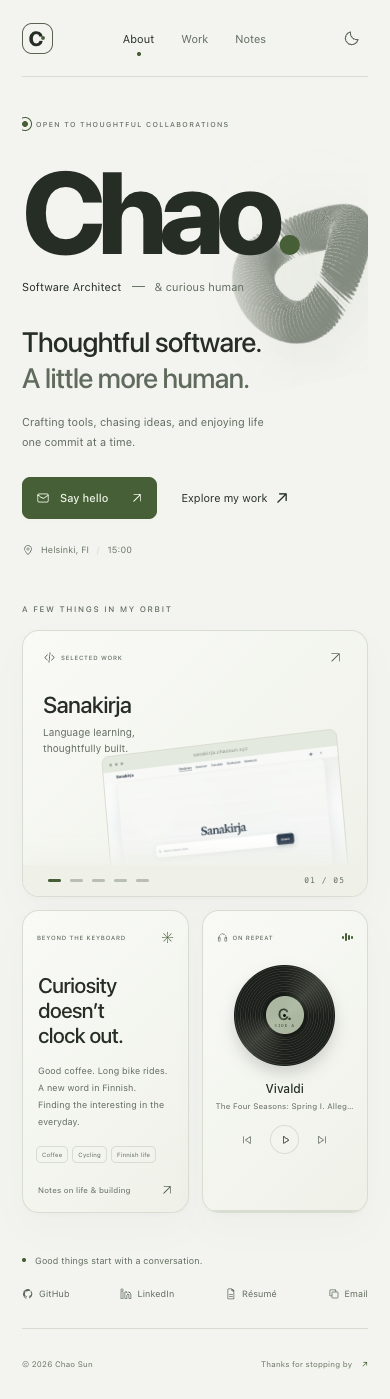 C
About Work Notes
OPEN TO THOUGHTFUL COLLABORATIONS
Chao.
Software Architect — & curious human
Thoughtful software.
A little more human.
Crafting tools, chasing ideas, and enjoying life
one commit at a time.
Say hello
Explore my work
Helsinki, FI / 15:00
A FEW THINGS IN MY ORBIT
SELECTED WORK
Sanakirja
Language learning,
thoughtfully built.
Sanakirja
Sanakirja
01 / 05
BEYOND THE KEYBOARD
Curiosity
doesn't
clock out.
Good coffee. Long bike rides.
A new word in Finnish.
Finding the interesting in the
everyday.
Coffee Cycling Finnish life
Notes on life & building
ON REPEAT
C.
SIDE A
Vivaldi
The Four Seasons: Spring I. Alleg...
Good things start with a conversation.
GitHub LinkedIn Résumé Email
© 2026 Chao Sun
Thanks for stopping by